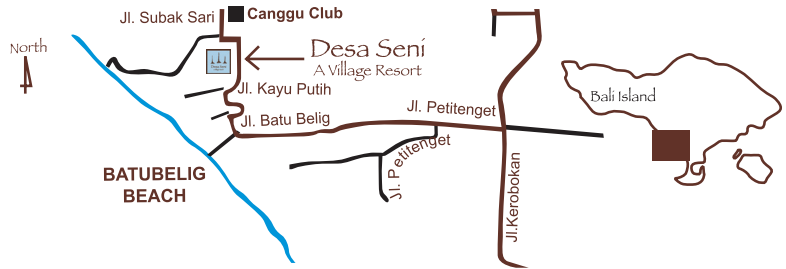 Jl. Subak Sari
Canggu Club
North
Desa Seni
A Village Resort
Jl. Kayu Putih
Bali Island
Jl. Petitenget
Jl. Batu Belig
Jl. Petitenget
BATUBELIG
BEACH
Jl.Kerobokan